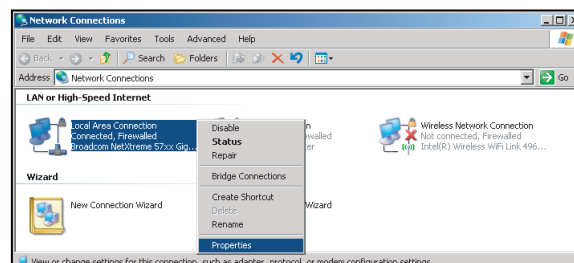 Network Connections
File Edit View Favorites Tools Advanced Help
Back Search Folders
Address Network Connections Go
LAN or High-Speed Internet
Local Area Connection
Connected, Firewalled
Broadcom NetXtreme 57xx Gig...
Disable
Status
Repair
Bridge Connections
Create Shortcut
Delete
Rename
Properties
Wireless Network Connection
Not connected, Firewalled
Intel(R) Wireless WiFi Link 496...
Wizard
New Connection Wizard
Wizard
View or change settings for this connection, such as adapter, protocol, or modem configuration settings.